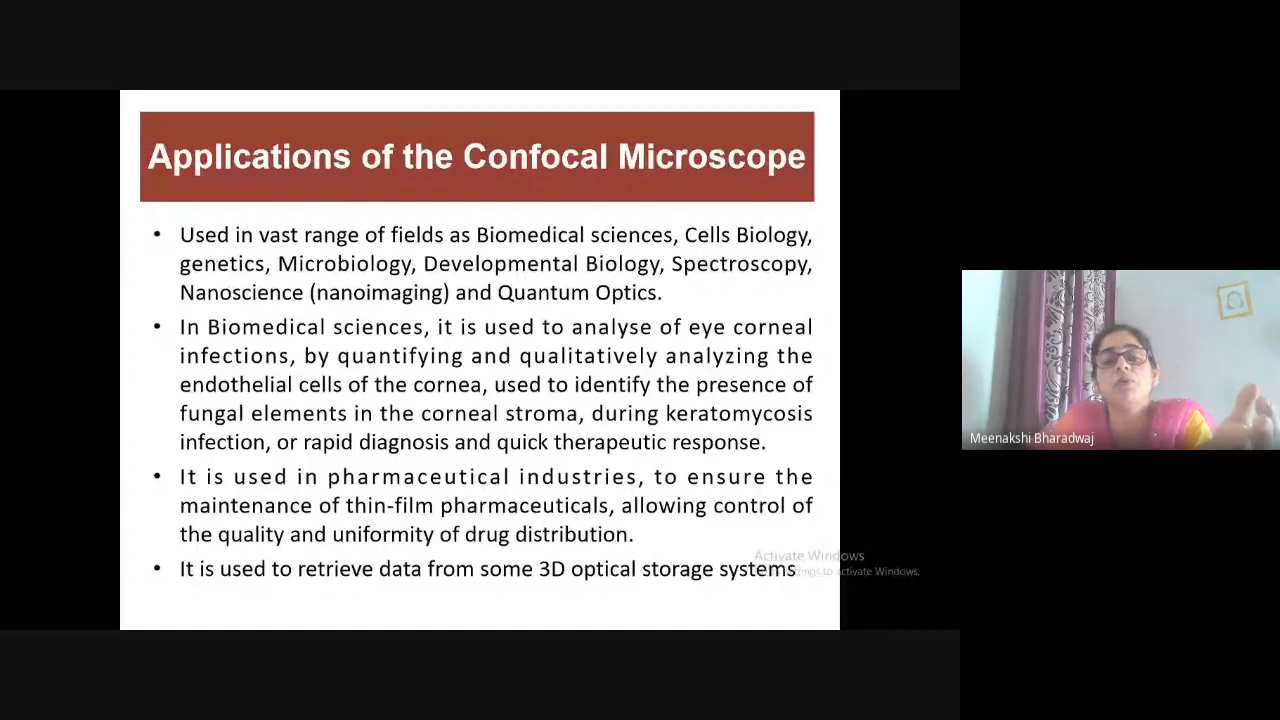 Applications of the Confocal Microscope
• Used in vast range of fields as Biomedical sciences, Cells Biology,
genetics, Microbiology, Developmental Biology, Spectroscopy,
Nanoscience (nanoimaging) and Quantum Optics.
• In Biomedical sciences, it is used to analyse of eye corneal
infections, by quantifying and qualitatively analyzing the
endothelial cells of the cornea, used to identify the presence of
fungal elements in the corneal stroma, during keratomycosis
infection, or rapid diagnosis and quick therapeutic response.
• It is used in pharmaceutical industries, to ensure the
maintenance of thin-film pharmaceuticals, allowing control of
the quality and uniformity of drug distribution.
• It is used to retrieve data from some 3D optical storage systems
Activate Windows
to activate Windows.
Meenakshi Bharadwaj